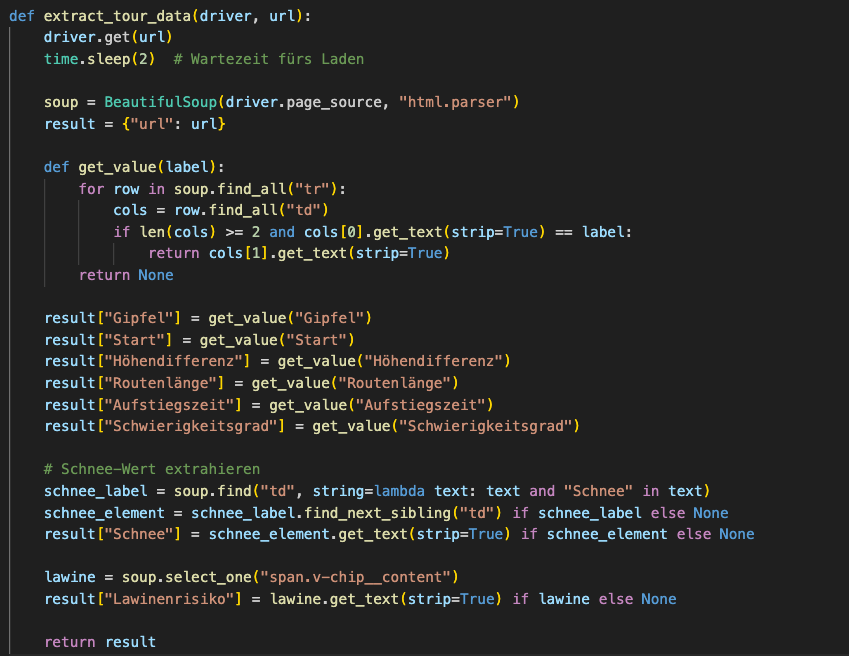 def extract_tour_data(driver, url):
    driver.get(url)
    time.sleep(2)  # Wartezeit fürs Laden

    soup = BeautifulSoup(driver.page_source, "html.parser")
    result = {"url": url}

    def get_value(label):
        for row in soup.find_all("tr"):
            cols = row.find_all("td")
            if len(cols) >= 2 and cols[0].get_text(strip=True) == label:
                return cols[1].get_text(strip=True)
        return None

    result["Gipfel"] = get_value("Gipfel")
    result["Start"] = get_value("Start")
    result["Höhendifferenz"] = get_value("Höhendifferenz")
    result["Routenlänge"] = get_value("Routenlänge")
    result["Aufstiegszeit"] = get_value("Aufstiegszeit")
    result["Schwierigkeitsgrad"] = get_value("Schwierigkeitsgrad")

    # Schnee-Wert extrahieren
    schnee_label = soup.find("td", string=lambda text: text and "Schnee" in text)
    schnee_element = schnee_label.find_next_sibling("td") if schnee_label else None
    result["Schnee"] = schnee_element.get_text(strip=True) if schnee_element else None

    lawine = soup.select_one("span.v-chip__content")
    result["Lawinenrisiko"] = lawine.get_text(strip=True) if lawine else None

    return result